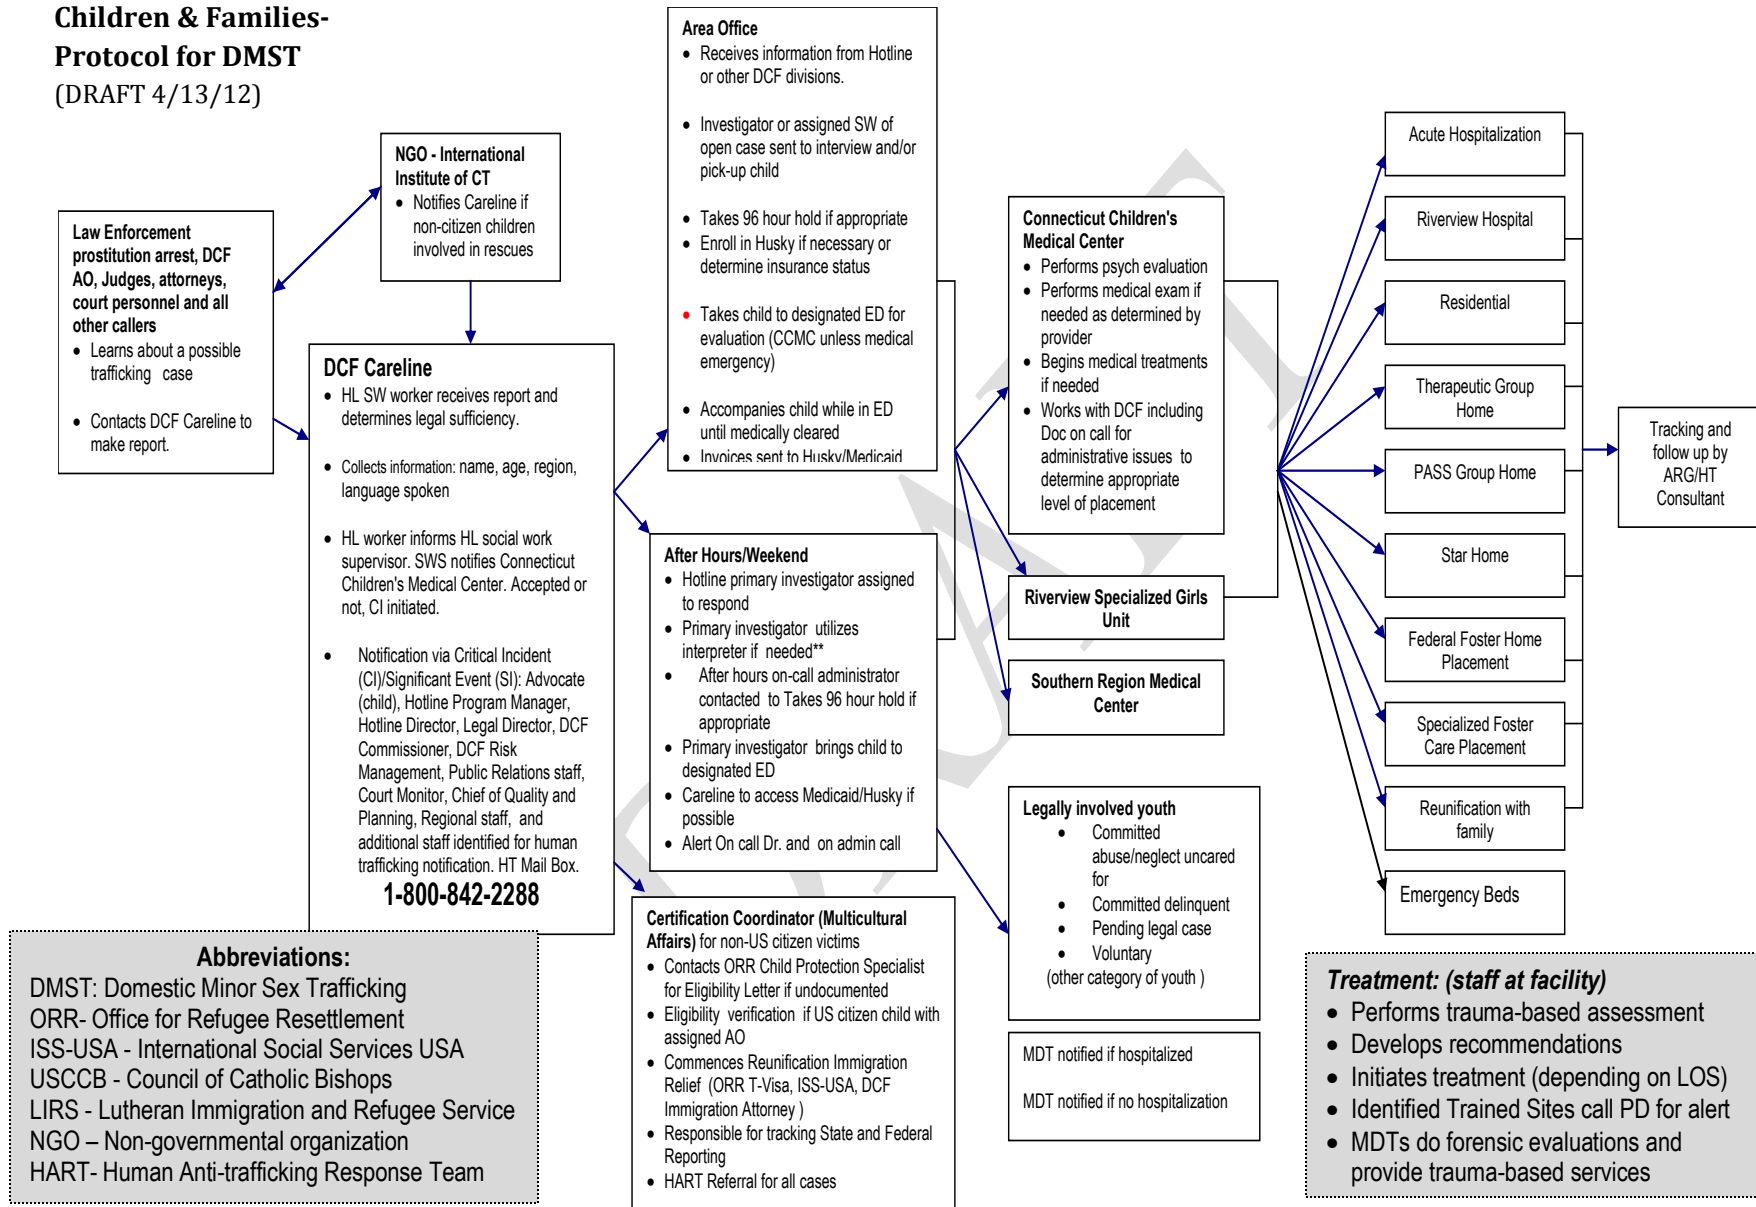 Children & Families-
Protocol for DMST
(DRAFT 4/13/12)
Law Enforcement
prostitution arrest, DCF
AO, Judges, attorneys,
court personnel and all
other callers
• Learns about a possible
trafficking case
• Contacts DCF Careline to
make report.
NGO - International
Institute of CT
• Notifies Careline if
non-citizen children
involved in rescues
DCF Careline
• HL SW worker receives report and
determines legal sufficiency.
• Collects information: name, age, region,
language spoken
• HL worker informs HL social work
supervisor. SWS notifies Connecticut
Children's Medical Center. Accepted or
not, CI initiated.
• Notification via Critical Incident
(CI)/Significant Event (SI): Advocate
(child), Hotline Program Manager,
Hotline Director, Legal Director, DCF
Commissioner, DCF Risk
Management, Public Relations staff,
Court Monitor, Chief of Quality and
Planning, Regional staff, and
additional staff identified for human
trafficking notification. HT Mail Box.
1-800-842-2288
Area Office
• Receives information from Hotline
or other DCF divisions.
• Investigator or assigned SW of
open case sent to interview and/or
pick-up child
• Takes 96 hour hold if appropriate
• Enroll in Husky if necessary or
determine insurance status
• Takes child to designated ED for
evaluation (CCMC unless medical
emergency)
• Accompanies child while in ED
until medically cleared
• Invoices sent to Husky/Medicaid
After Hours/Weekend
• Hotline primary investigator assigned
to respond
• Primary investigator utilizes
interpreter if needed**
• After hours on-call administrator
contacted to Takes 96 hour hold if
appropriate
• Primary investigator brings child to
designated ED
• Careline to access Medicaid/Husky if
possible
• Alert On call Dr. and on admin call
Certification Coordinator (Multicultural
Affairs) for non-US citizen victims
• Contacts ORR Child Protection Specialist
for Eligibility Letter if undocumented
• Eligibility verification if US citizen child with
assigned AO
• Commences Reunification Immigration
Relief (ORR T-Visa, ISS-USA, DCF
Immigration Attorney )
• Responsible for tracking State and Federal
Reporting
• HART Referral for all cases
Connecticut Children's
Medical Center
• Performs psych evaluation
• Performs medical exam if
needed as determined by
provider
• Begins medical treatments
if needed
• Works with DCF including
Doc on call for
administrative issues to
determine appropriate
level of placement
Riverview Specialized Girls
Unit
Southern Region Medical
Center
Legally involved youth
• Committed
abuse/neglect uncared
for
• Committed delinquent
• Pending legal case
• Voluntary
(other category of youth )
MDT notified if hospitalized
MDT notified if no hospitalization
Acute Hospitalization
Riverview Hospital
Residential
Therapeutic Group
Home
PASS Group Home
Star Home
Federal Foster Home
Placement
Specialized Foster
Care Placement
Reunification with
family
Emergency Beds
Tracking and
follow up by
ARG/HT
Consultant
Abbreviations:
DMST: Domestic Minor Sex Trafficking
ORR- Office for Refugee Resettlement
ISS-USA - International Social Services USA
USCCB - Council of Catholic Bishops
LIRS - Lutheran Immigration and Refugee Service
NGO – Non-governmental organization
HART- Human Anti-trafficking Response Team
Treatment: (staff at facility)
• Performs trauma-based assessment
• Develops recommendations
• Initiates treatment (depending on LOS)
• Identified Trained Sites call PD for alert
• MDTs do forensic evaluations and
provide trauma-based services
DRAFT